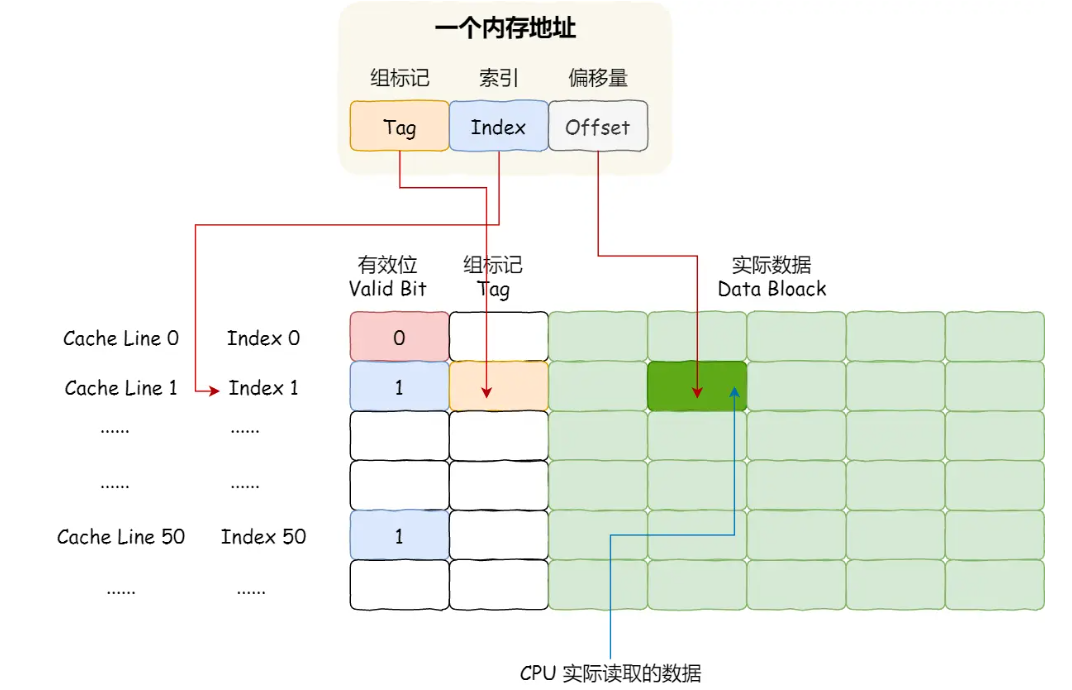 一个内存地址
组标记 索引 偏移量
Tag Index Offset
有效位 组标记 实际数据
Valid Bit Tag Data Bloack
Cache Line 0 Index 0 0
Cache Line 1 Index 1 1
...... ......
...... ......
Cache Line 50 Index 50 1
...... ......
CPU 实际读取的数据